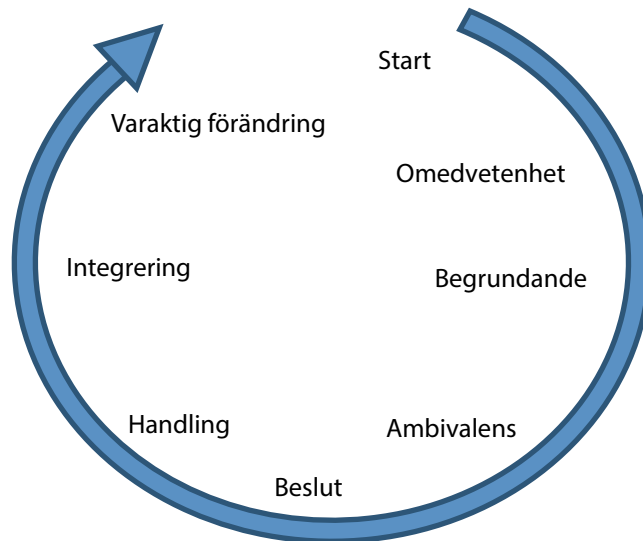 Start
Omedvetenhet
Begrundande
Ambivalens
Beslut
Handling
Integrering
Varaktig förändring